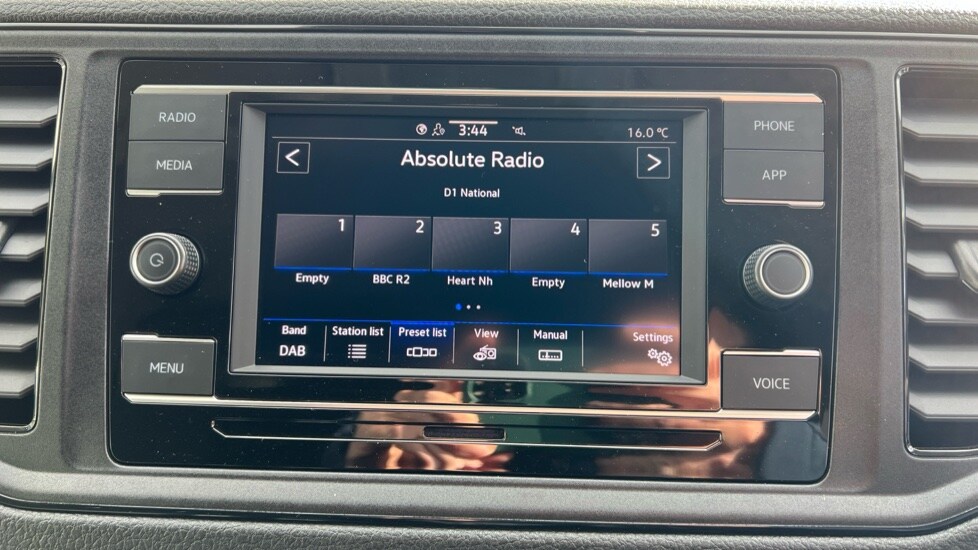 RADIO
MEDIA
MENU
3:44
16.0 °C
<
Absolute Radio
>
D1 National
1 2 3 4 5
Empty BBC R2 Heart Nh Empty Mellow M
Band Station list Preset list View Manual Settings
DAB
PHONE
APP
VOICE